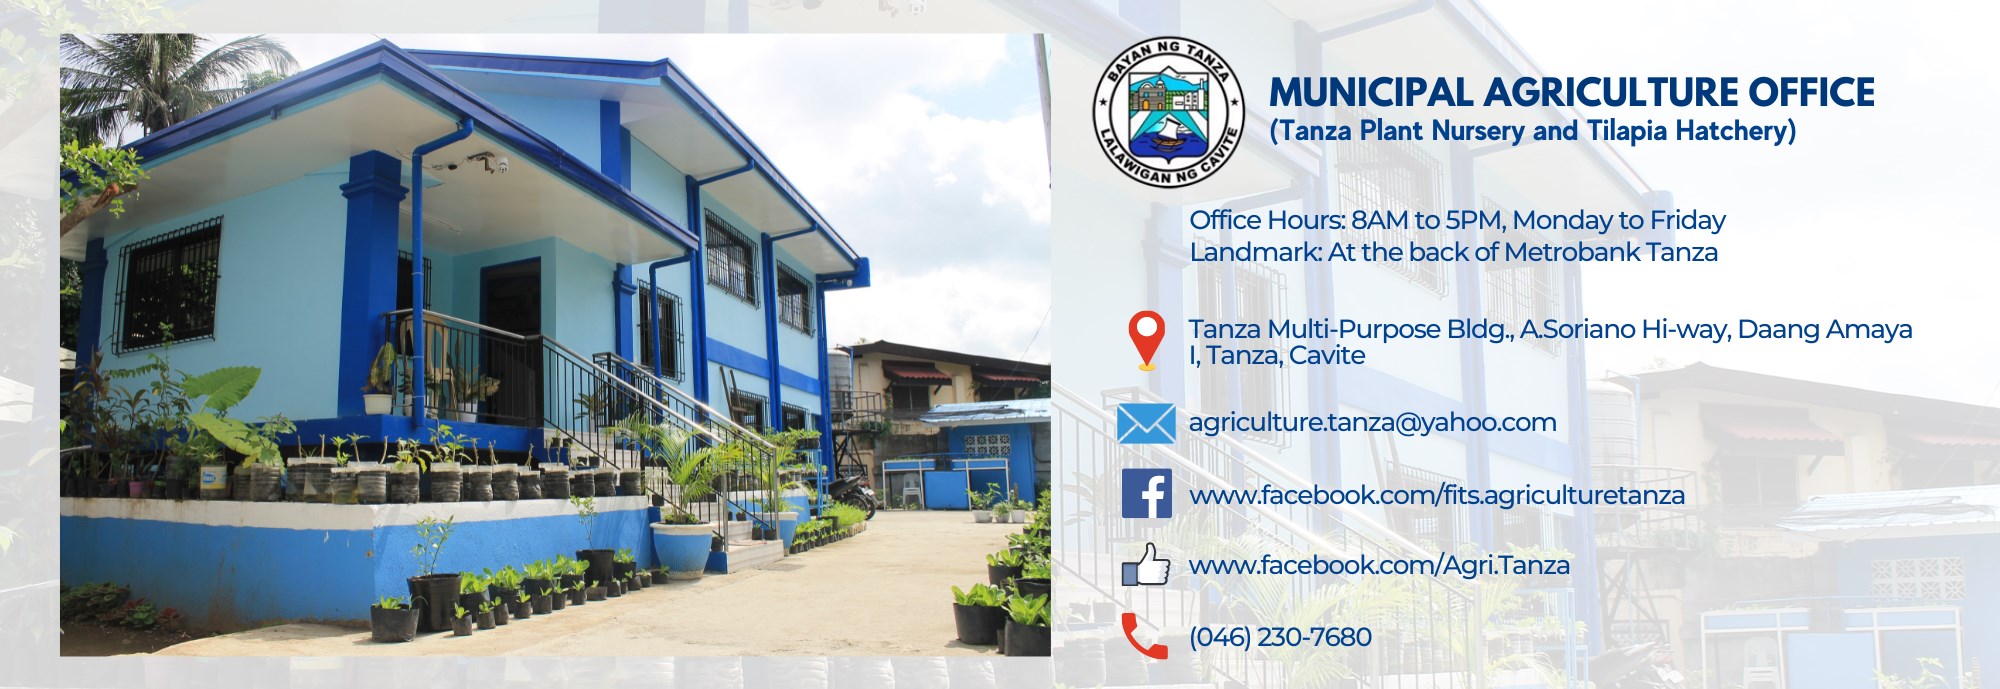 BAYAN NG TANZA
LALAWIGAN NG CAVITE
MUNICIPAL AGRICULTURE OFFICE
(Tanza Plant Nursery and Tilapia Hatchery)
Office Hours: 8AM to 5PM, Monday to Friday
Landmark: At the back of Metrobank Tanza
Tanza Multi-Purpose Bldg., A.Soriano Hi-way, Daang Amaya
I, Tanza, Cavite
agriculture.tanza@yahoo.com
www.facebook.com/fits.agriculturetanza
www.facebook.com/Agri.Tanza
(046) 230-7680